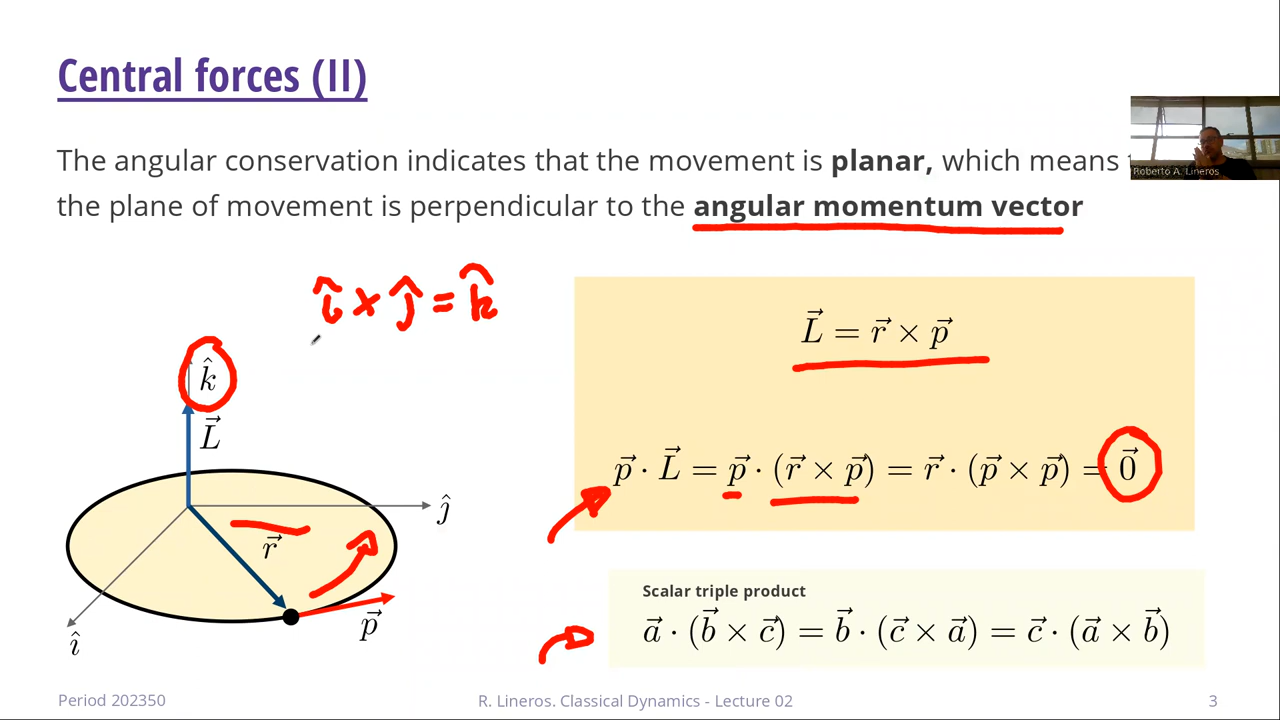 Central forces (II)
The angular conservation indicates that the movement is planar, which means
the plane of movement is perpendicular to the angular momentum vector
Roberto A. Lineros
î × ĵ = k̂
k̂
L⃗
ĵ
r⃗
p⃗
î
L⃗ = r⃗ × p⃗
p⃗ · L⃗ = p⃗ · (r⃗ × p⃗) = r⃗ · (p⃗ × p⃗) = 0⃗
Scalar triple product
a⃗ · (b⃗ × c⃗) = b⃗ · (c⃗ × a⃗) = c⃗ · (a⃗ × b⃗)
Period 202350
R. Lineros. Classical Dynamics - Lecture 02
3